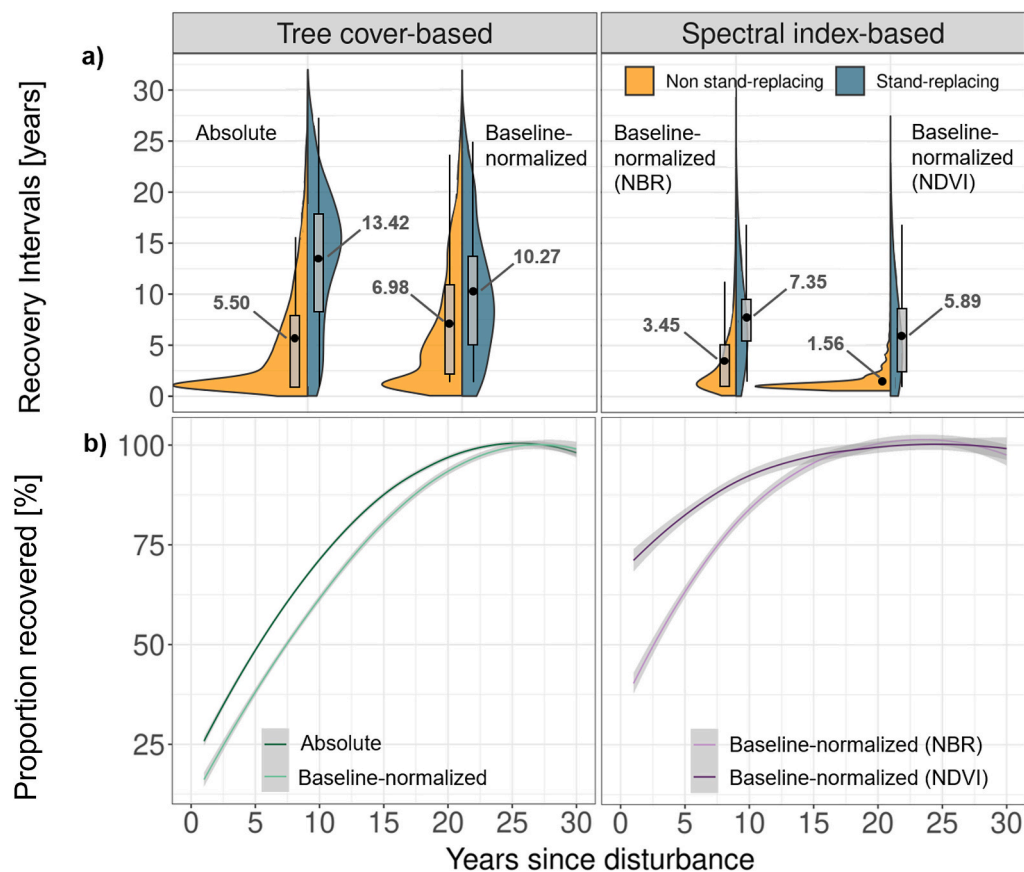 Tree cover-based
Spectral index-based
a)
Recovery Intervals [years]
30
25
20
15
10
5
0
Absolute
Baseline-
normalized
13.42
5.50
6.98
10.27
Non stand-replacing
Stand-replacing
Baseline-
normalized
(NBR)
Baseline-
normalized
(NDVI)
3.45
7.35
1.56
5.89
b)
Proportion recovered [%]
100
75
50
25
Absolute
Baseline-normalized
Baseline-normalized (NBR)
Baseline-normalized (NDVI)
0 5 10 15 20 25 30
0 5 10 15 20 25 30
Years since disturbance